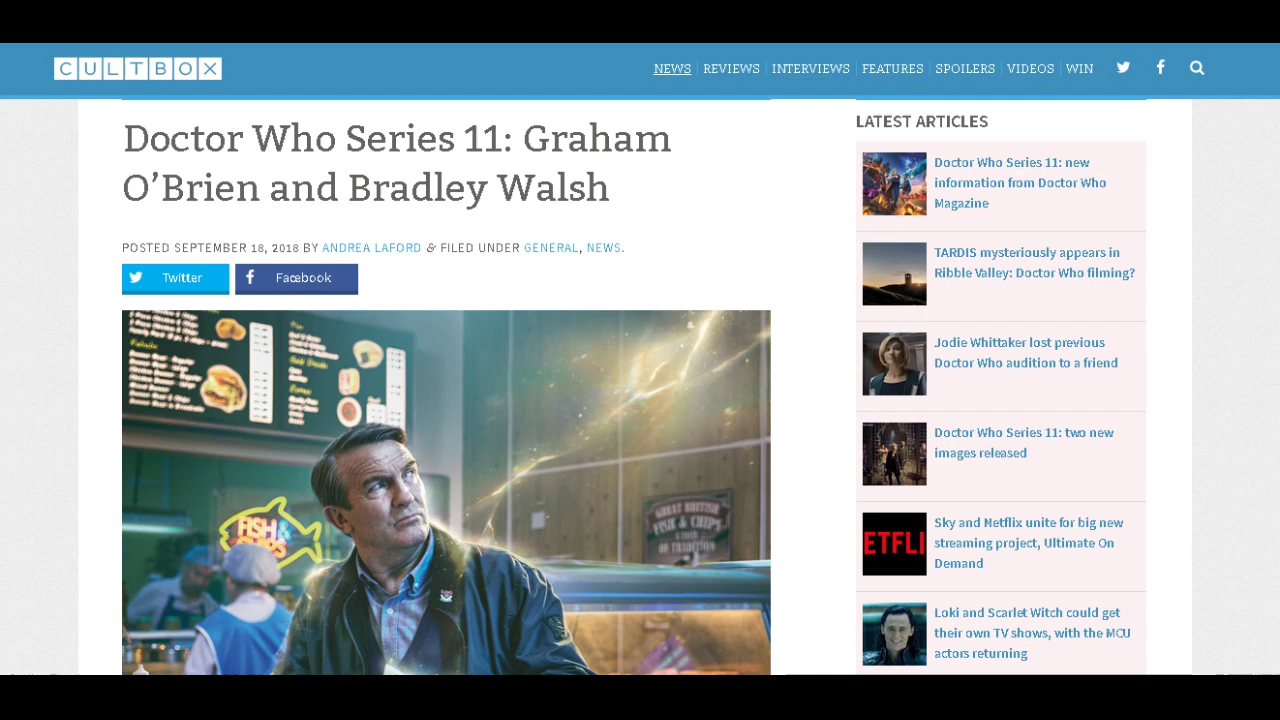 CULTBOX
NEWS REVIEWS INTERVIEWS FEATURES SPOILERS VIDEOS WIN
Doctor Who Series 11: Graham
O’Brien and Bradley Walsh
POSTED SEPTEMBER 18, 2018 BY ANDREA LAFORD & FILED UNDER GENERAL, NEWS.
Twitter Facebook
FISH &
CHIPS
GREAT BRITISH
FISH & CHIPS
OF TRADITION
LATEST ARTICLES
Doctor Who Series 11: new
information from Doctor Who
Magazine
TARDIS mysteriously appears in
Ribble Valley: Doctor Who filming?
Jodie Whittaker lost previous
Doctor Who audition to a friend
Doctor Who Series 11: two new
images released
ETFLI
Sky and Netflix unite for big new
streaming project, Ultimate On
Demand
Loki and Scarlet Witch could get
their own TV shows, with the MCU
actors returning